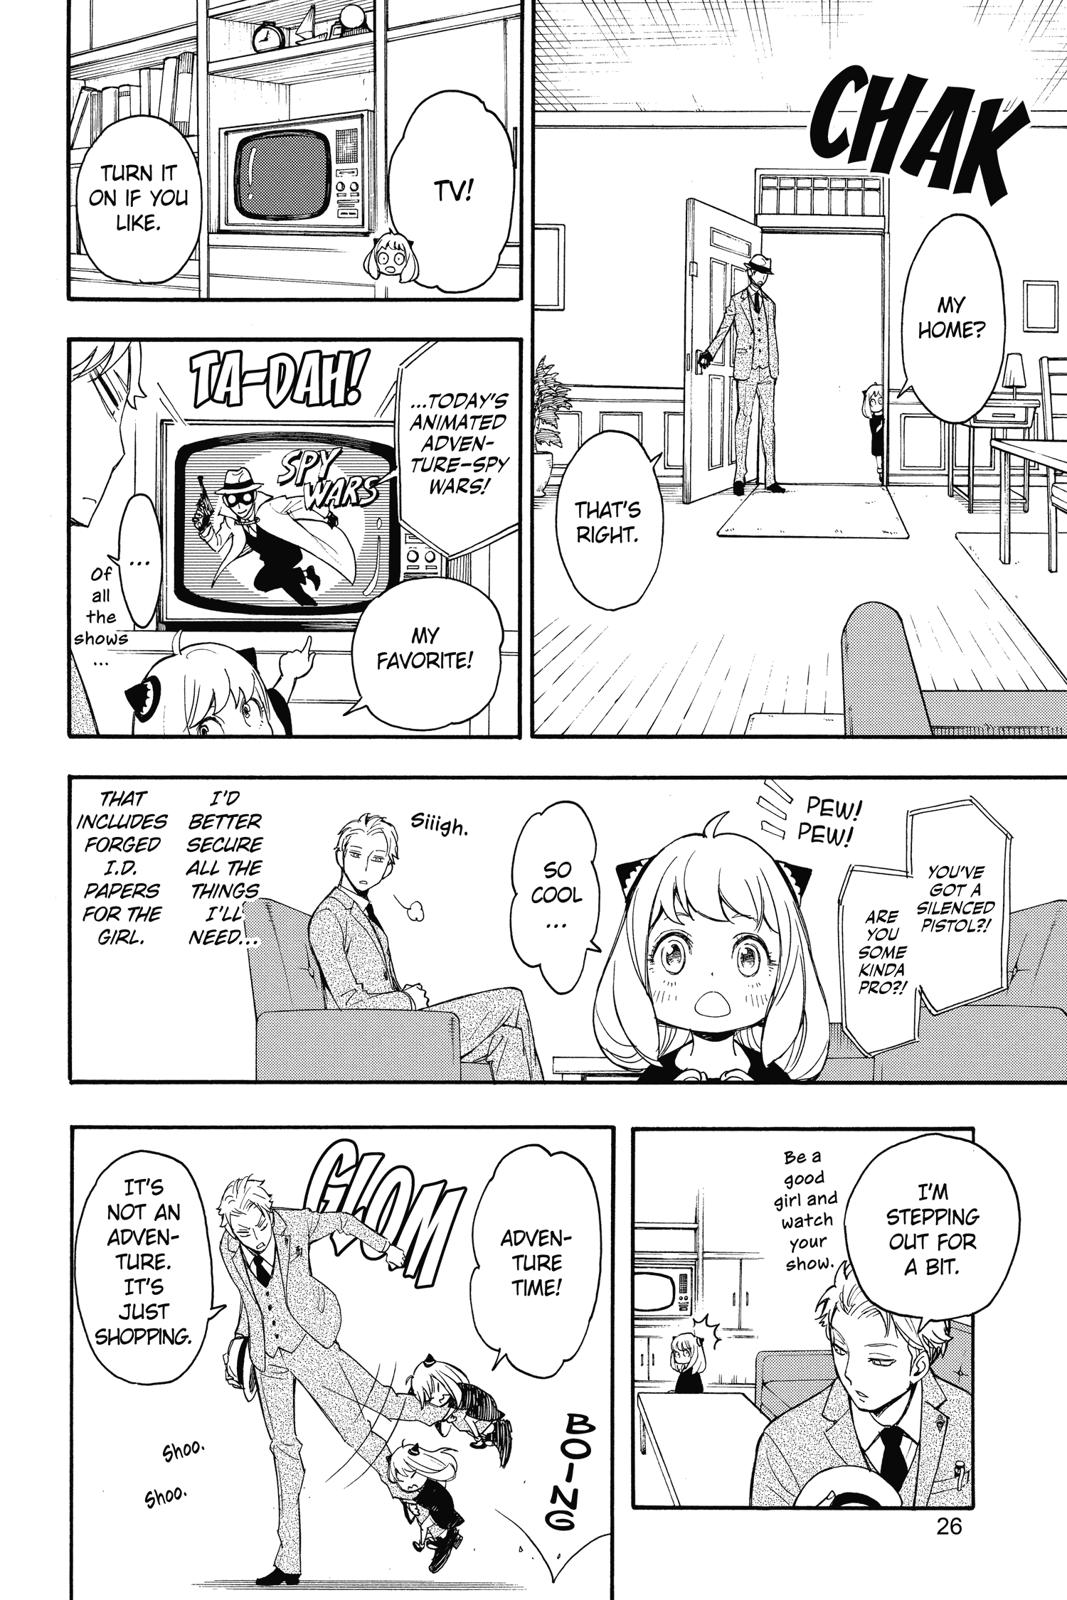 CHAK
MY
HOME?
THAT'S
RIGHT.
TV!
TURN IT
ON IF YOU
LIKE.
TA-DAH!
...TODAY'S
ANIMATED
ADVEN-
TURE-SPY
WARS!
SPY
WARS
...
Of
all
the
shows
...
MY
FAVORITE!
YOU'VE
GOT A
SILENCED
PISTOL?!
ARE
YOU
SOME
KINDA
PRO?!
PEW!
PEW!
SO
COOL
...
Siiigh.
I'D
BETTER
SECURE
ALL THE
THINGS
I'LL
NEED...
THAT
INCLUDES
FORGED
I.D.
PAPERS
FOR THE
GIRL.
I'M
STEPPING
OUT FOR
A BIT.
Be a
good
girl and
watch
your
show.
ADVEN-
TURE
TIME!
GLOM
BOING
IT'S
NOT AN
ADVEN-
TURE.
IT'S
JUST
SHOPPING.
Shoo.
Shoo.
26